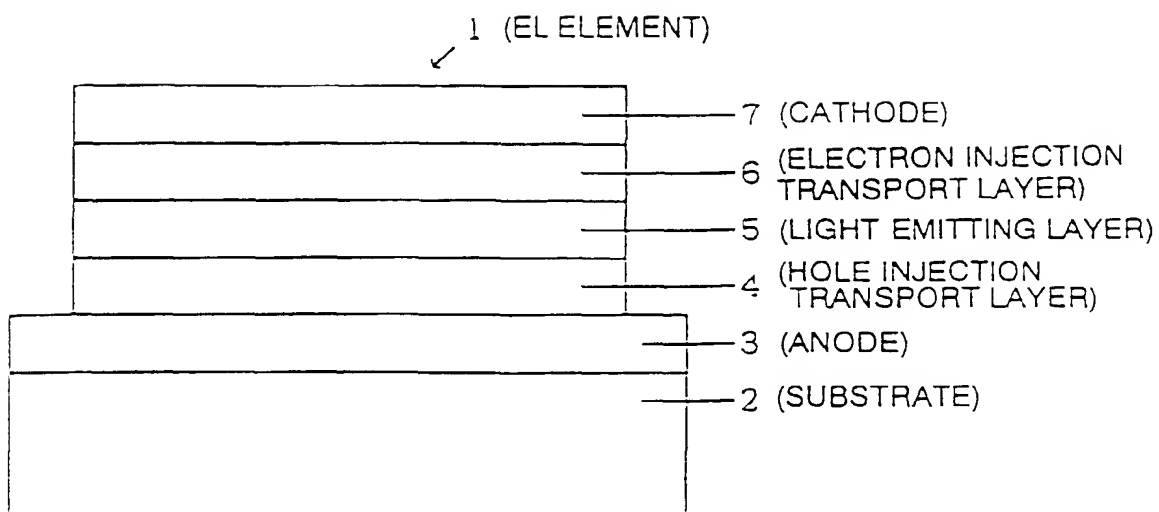 1 (EL ELEMENT)
7 (CATHODE)
6 (ELECTRON INJECTION
TRANSPORT LAYER)
5 (LIGHT EMITTING LAYER)
4 (HOLE INJECTION
TRANSPORT LAYER)
3 (ANODE)
2 (SUBSTRATE)